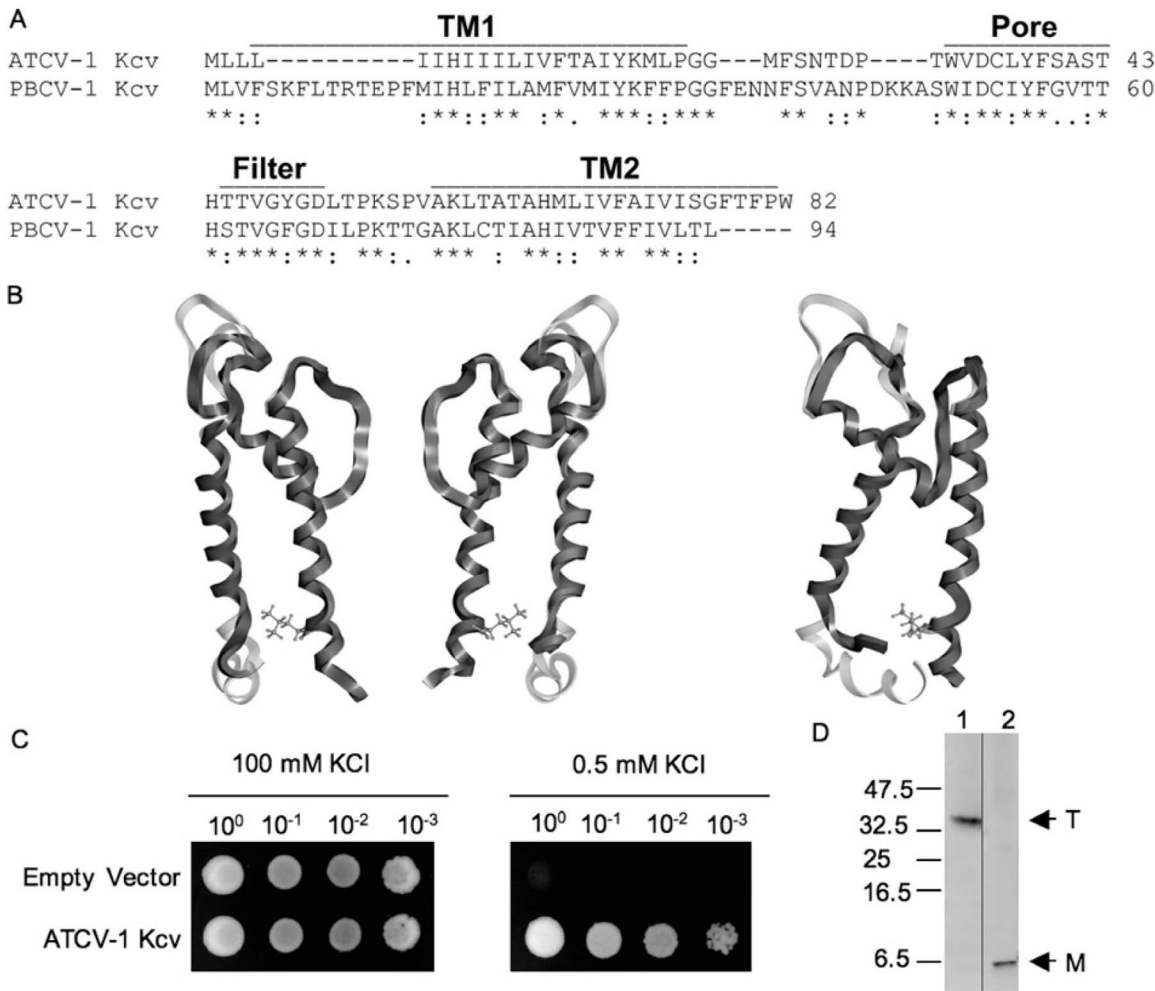 A
TM1 Pore
ATCV-1 Kcv MLLL----------IIHIIILIVFTAIYKMLPGG---MFSNTDP----TWVDCLYFSAST 43
PBCV-1 Kcv MLVFSKFLTRTEPFMIHLFILAMFVMIYKFFPGGFENNFSVANPDKKASWIDCIYFGVTT 60
**:: :**::** :*. ***::*** ** :* *:**:**..:*
Filter TM2
ATCV-1 Kcv HTTVGYGDLTPKSPVAKLTATAHMLIVFAIVISGFTFPW 82
PBCV-1 Kcv HSTVGFGDILPKTTGAKLCTIAHIVTVFFIVLTL----- 94
*:***:**: **:. *** : **:: ** **::
B
C
100 mM KCl 0.5 mM KCl
10⁰ 10⁻¹ 10⁻² 10⁻³ 10⁰ 10⁻¹ 10⁻² 10⁻³
Empty Vector
ATCV-1 Kcv
D
1 2
47.5
32.5
25
16.5
6.5
T
M